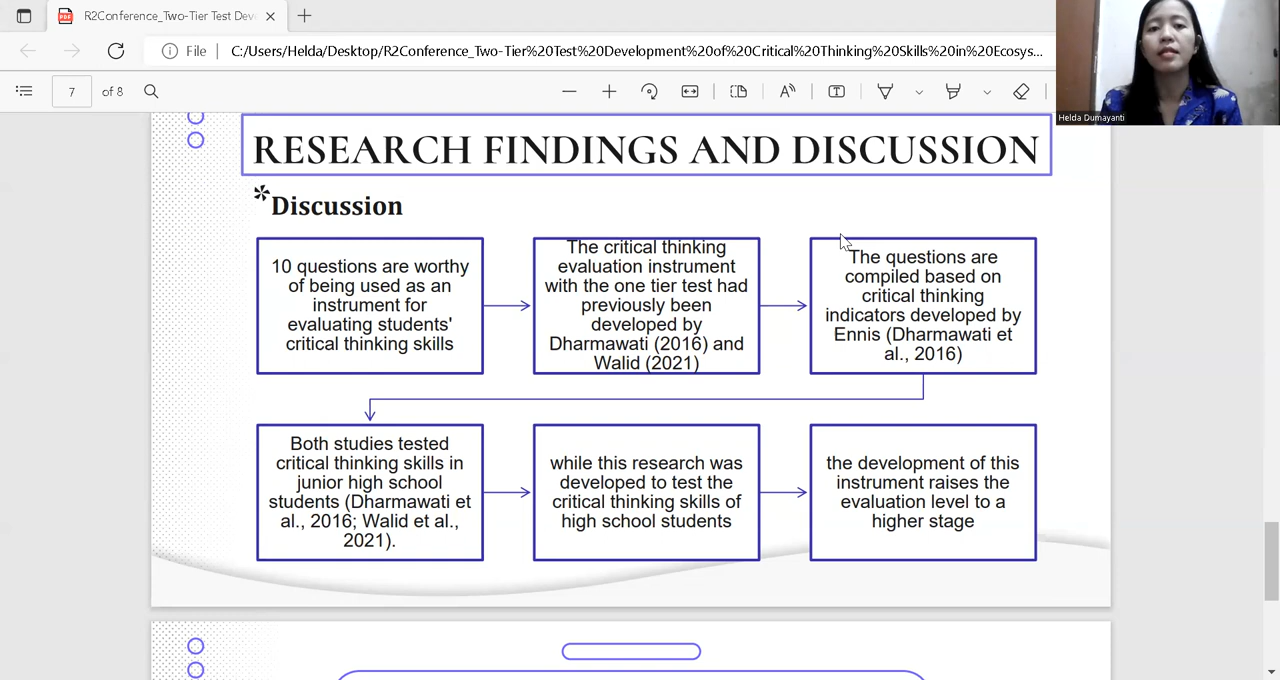 R2Conference_Two-Tier Test Dev
File
C:/Users/Helda/Desktop/R2Conference_Two-Tier%20Test%20Development%20of%20Critical%20Thinking%20Skills%20in%20Ecosys...
7 of 8
Helda Dumayanti
RESEARCH FINDINGS AND DISCUSSION
Discussion
10 questions are worthy
of being used as an
instrument for
evaluating students'
critical thinking skills
The critical thinking
evaluation instrument
with the one tier test had
previously been
developed by
Dharmawati (2016) and
Walid (2021)
The questions are
compiled based on
critical thinking
indicators developed by
Ennis (Dharmawati et
al., 2016)
Both studies tested
critical thinking skills in
junior high school
students (Dharmawati et
al., 2016; Walid et al.,
2021).
while this research was
developed to test the
critical thinking skills of
high school students
the development of this
instrument raises the
evaluation level to a
higher stage